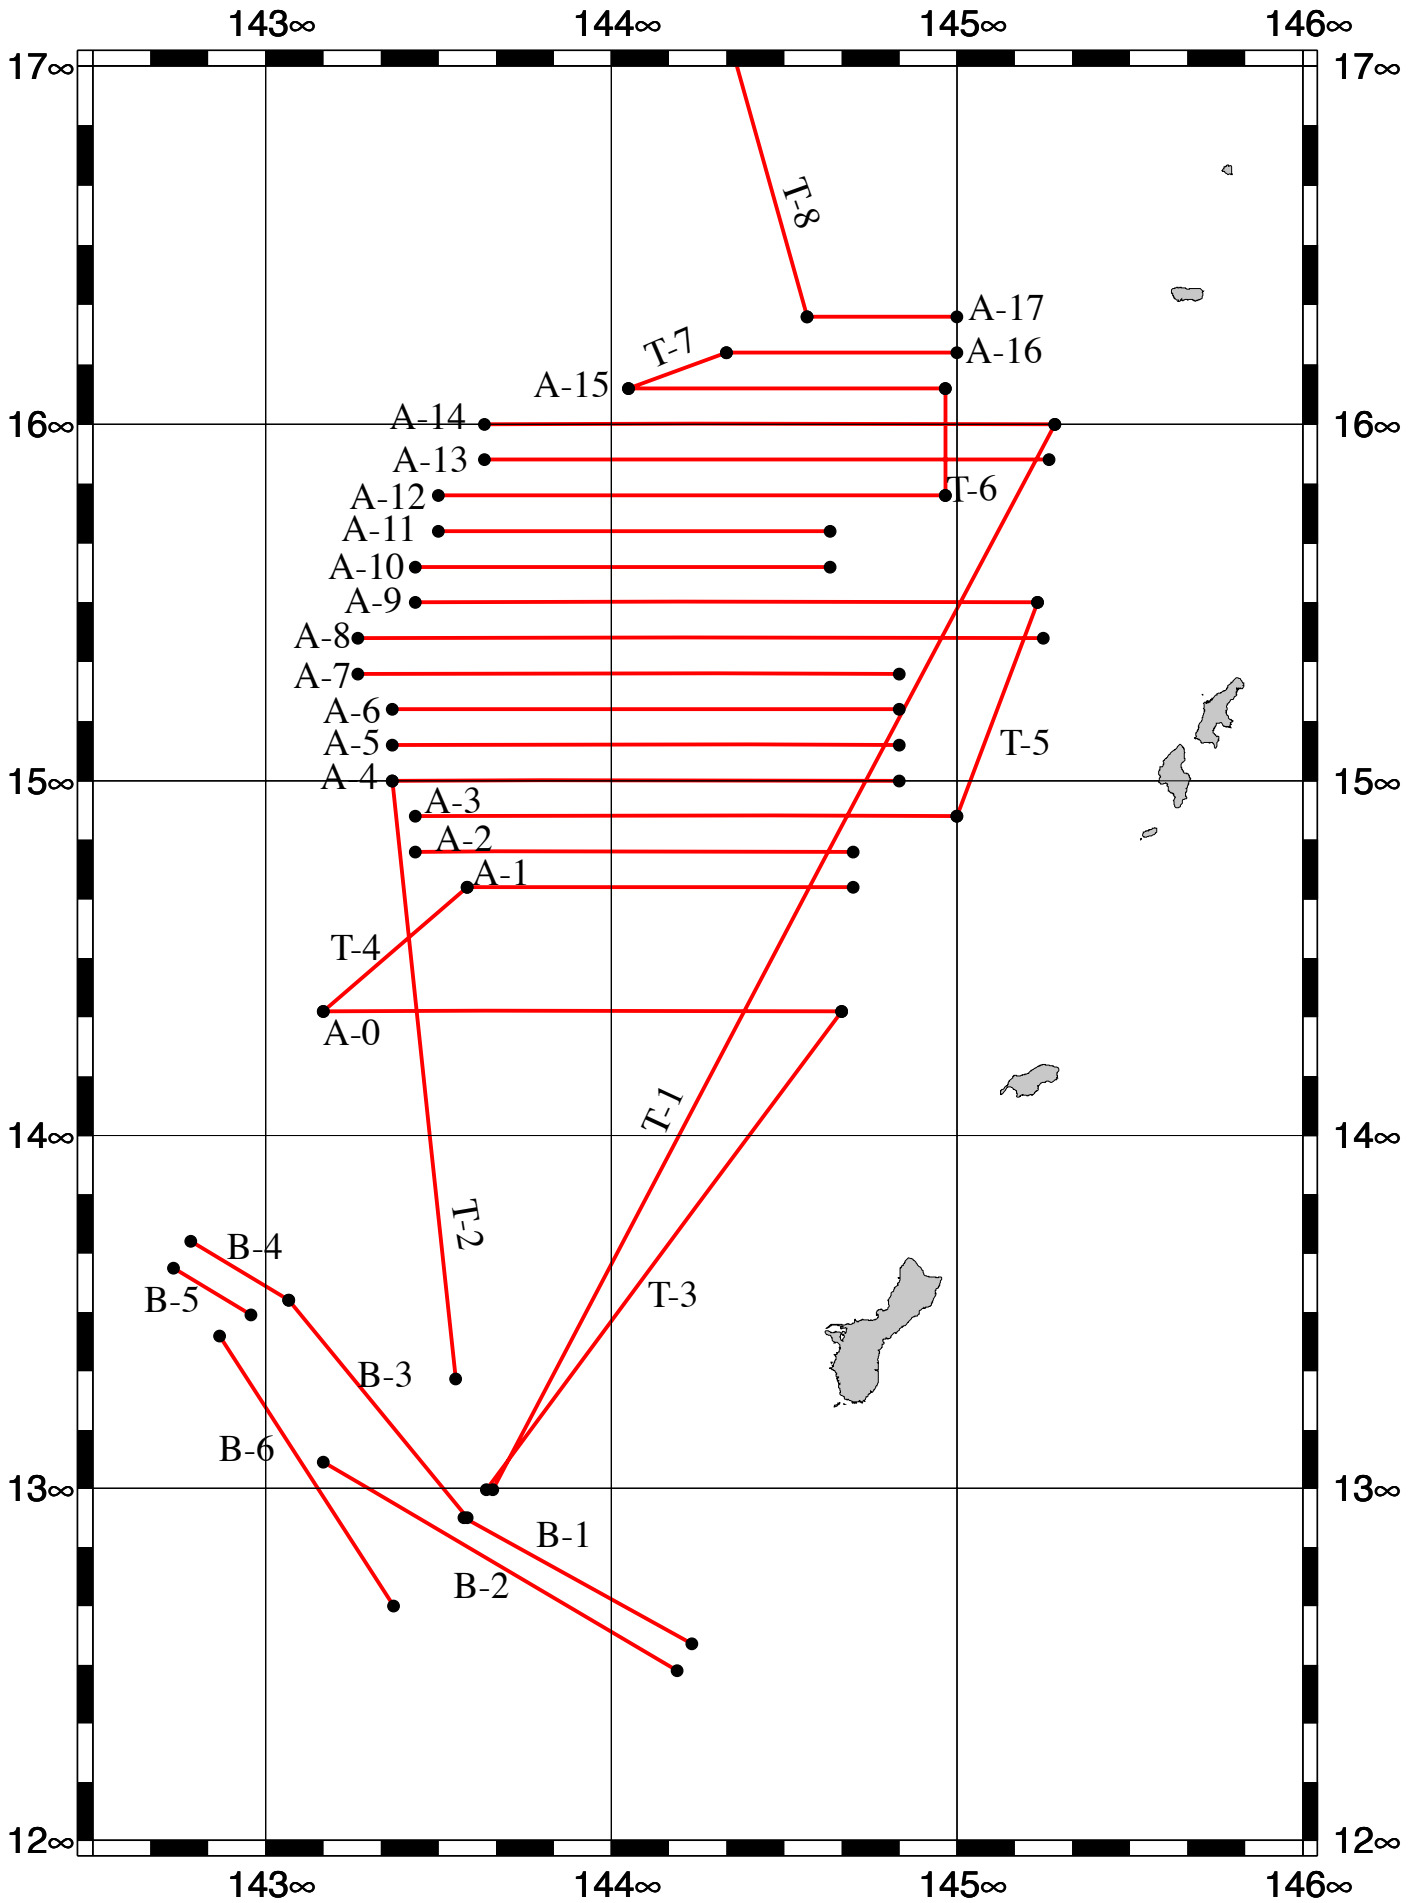 143∞ 144∞ 145∞ 146∞
17∞ 17∞
T-8
A-17
T-7
A-16
A-15
16∞ A-14 16∞
A-13
A-12 T-6
A-11
A-10
A-9
A-8
A-7
A-6
A-5 T-5
15∞ A-4 15∞
A-3
A-2
A-1
T-4
A-0
T-1
14∞ 14∞
T-2
B-4
B-5 T-3
B-3
B-6
13∞ 13∞
B-1
B-2
12∞ 12∞
143∞ 144∞ 145∞ 146∞